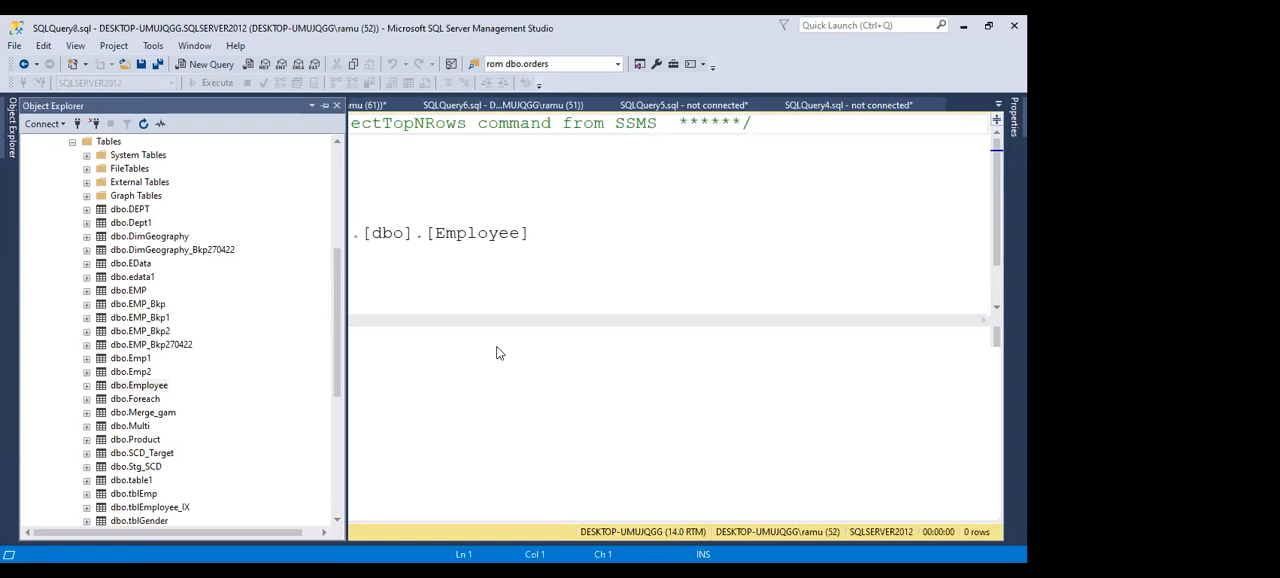 SQLQuery8.sql - DESKTOP-UMUJQGG.SQLSERVER2012 (DESKTOP-UMUJQGG\ramu (52)) - Microsoft SQL Server Management Studio
Quick Launch (Ctrl+Q)
File Edit View Project Tools Window Help
New Query
rom dbo.orders
SQLSERVER2012
Execute
Object Explorer
Object Explorer
mu (61))*
SQLQuery6.sql - D...MUJQGG\ramu (51))
SQLQuery5.sql - not connected*
SQLQuery4.sql - not connected*
Properties
Connect
ectTopNRows command from SSMS ******/
.[dbo].[Employee]
Tables
System Tables
FileTables
External Tables
Graph Tables
dbo.DEPT
dbo.Dept1
dbo.DimGeography
dbo.DimGeography_Bkp270422
dbo.EData
dbo.edata1
dbo.EMP
dbo.EMP_Bkp
dbo.EMP_Bkp1
dbo.EMP_Bkp2
dbo.EMP_Bkp270422
dbo.Emp1
dbo.Emp2
dbo.Employee
dbo.Foreach
dbo.Merge_gam
dbo.Multi
dbo.Product
dbo.SCD_Target
dbo.Stg_SCD
dbo.table1
dbo.tblEmp
dbo.tblEmployee_IX
dbo.tblGender
DESKTOP-UMUJQGG (14.0 RTM) DESKTOP-UMUJQGG\ramu (52) SQLSERVER2012 00:00:00 0 rows
Ln 1 Col 1 Ch 1 INS